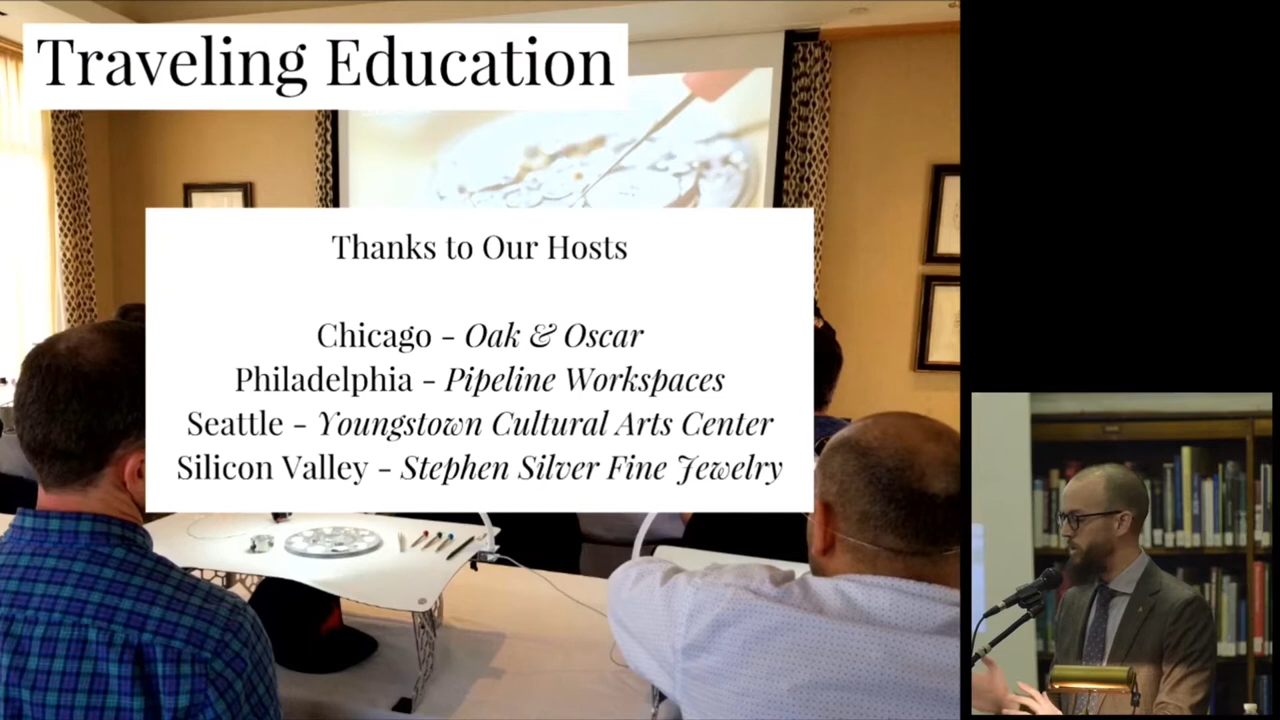 Traveling Education
Thanks to Our Hosts
Chicago - Oak & Oscar
Philadelphia - Pipeline Workspaces
Seattle - Youngstown Cultural Arts Center
Silicon Valley - Stephen Silver Fine Jewelry